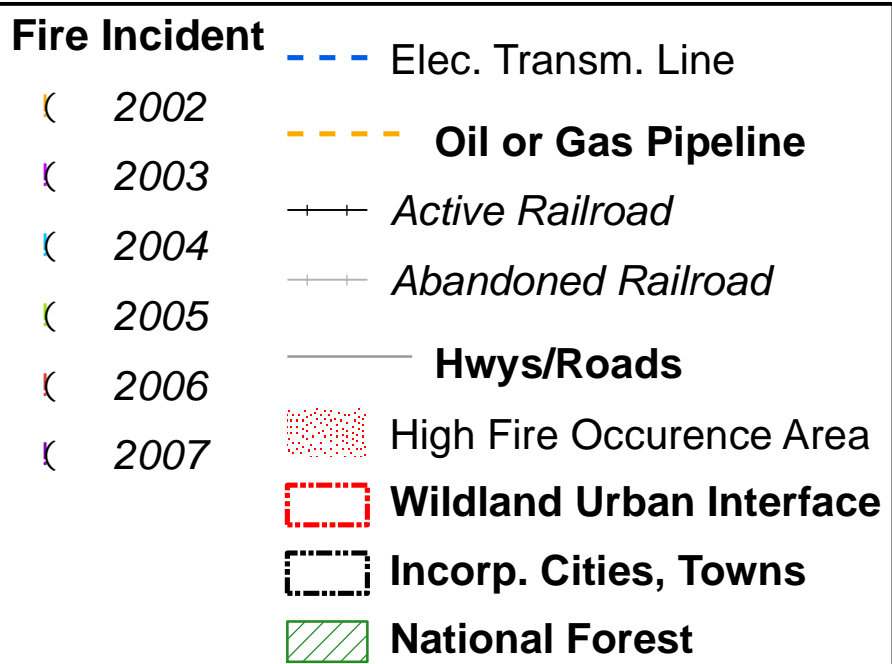 Fire Incident
2002
2003
2004
2005
2006
2007
Elec. Transm. Line
Oil or Gas Pipeline
Active Railroad
Abandoned Railroad
Hwys/Roads
High Fire Occurence Area
Wildland Urban Interface
Incorp. Cities, Towns
National Forest